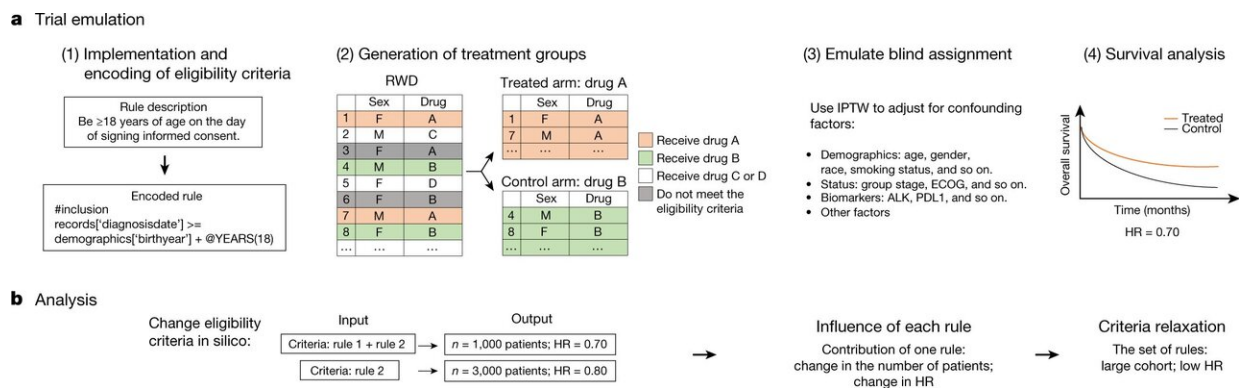 a Trial emulation
(1) Implementation and
encoding of eligibility criteria
Rule description
Be ≥18 years of age on the day
of signing informed consent.
Encoded rule
#inclusion
records['diagnosisdate'] >=
demographics['birthyear'] + @YEARS(18)
(2) Generation of treatment groups
RWD
Sex Drug
1 F A
2 M C
3 F A
4 M B
5 F D
6 F B
7 M A
8 F B
... ... ...
Treated arm: drug A
Sex Drug
1 F A
7 M A
... ... ...
Control arm: drug B
Sex Drug
4 M B
8 F B
... ... ...
Receive drug A
Receive drug B
Receive drug C or D
Do not meet the
eligibility criteria
(3) Emulate blind assignment
Use IPTW to adjust for confounding
factors:
• Demographics: age, gender,
race, smoking status, and so on.
• Status: group stage, ECOG, and so on.
• Biomarkers: ALK, PDL1, and so on.
• Other factors
(4) Survival analysis
Treated
Control
Overall survival
Time (months)
HR = 0.70
b Analysis
Change eligibility
criteria in silico:
Input
Output
Criteria: rule 1 + rule 2
n = 1,000 patients; HR = 0.70
Criteria: rule 2
n = 3,000 patients; HR = 0.80
Influence of each rule
Contribution of one rule:
change in the number of patients;
change in HR
Criteria relaxation
The set of rules:
large cohort; low HR